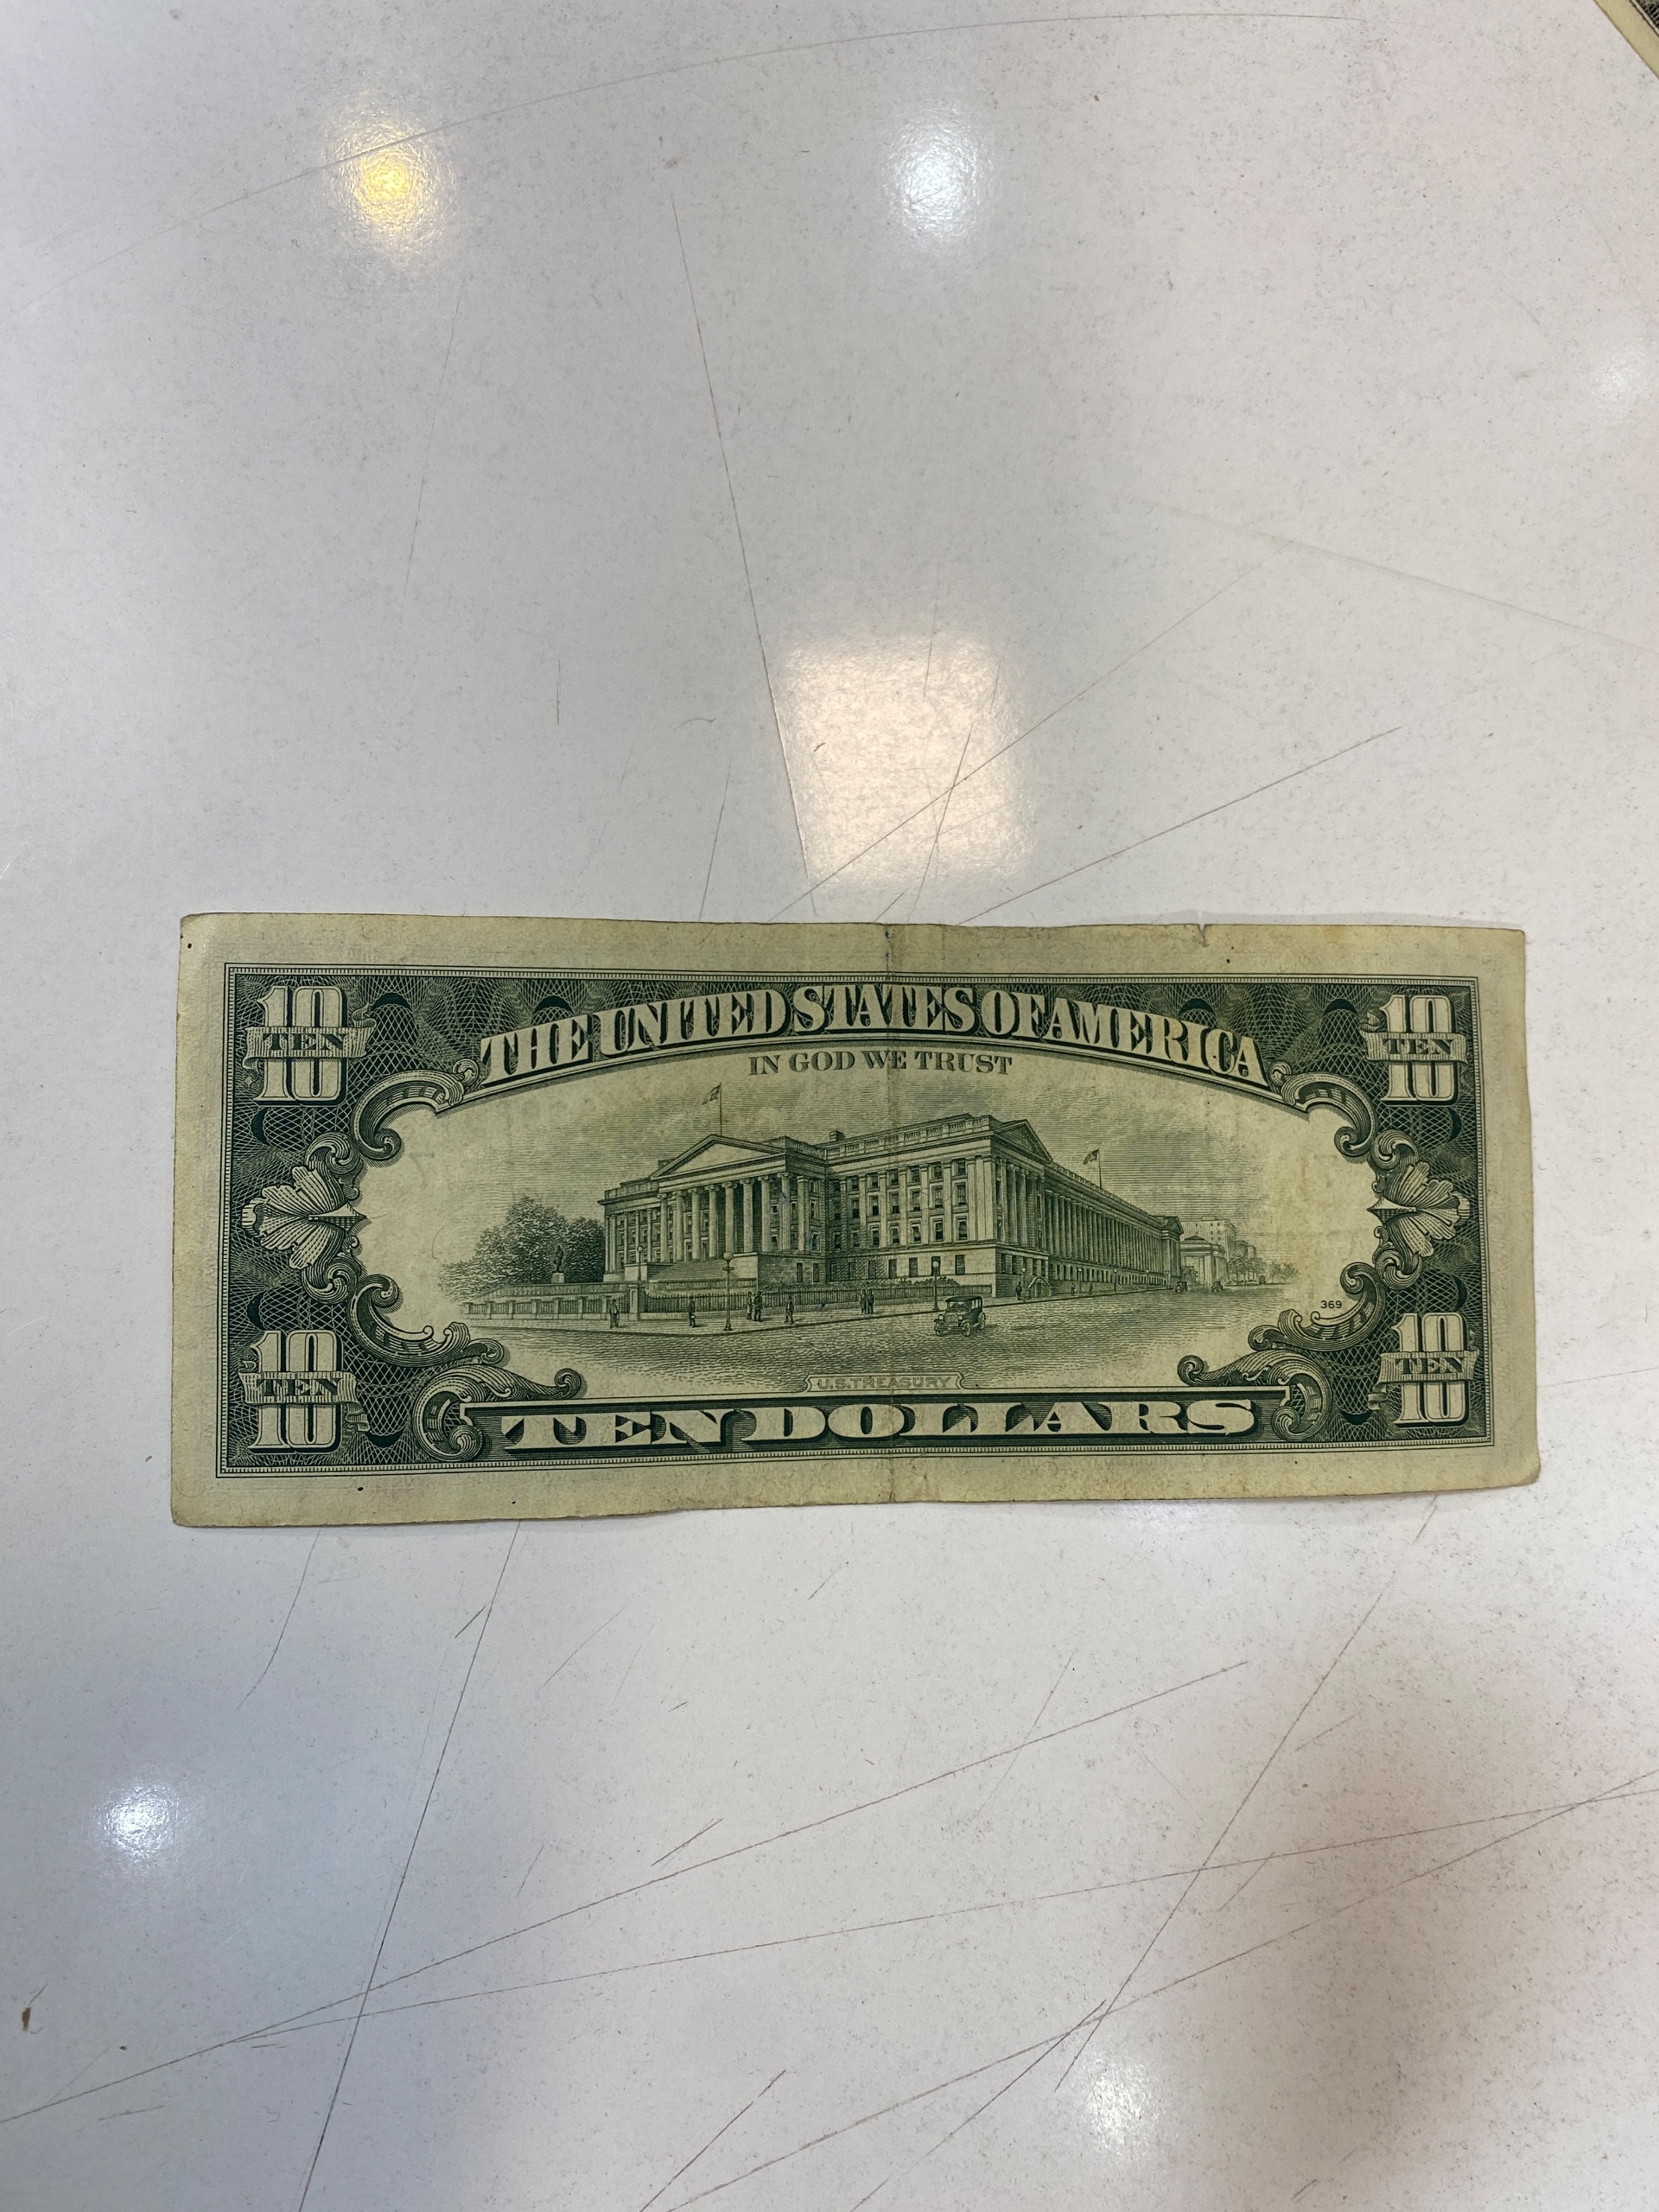 THE UNITED STATES OF AMERICA
IN GOD WE TRUST
10
TEN
10
10
TEN
10
369
10
TEN
10
10
TEN
10
U.S. TREASURY
TEN DOLLARS